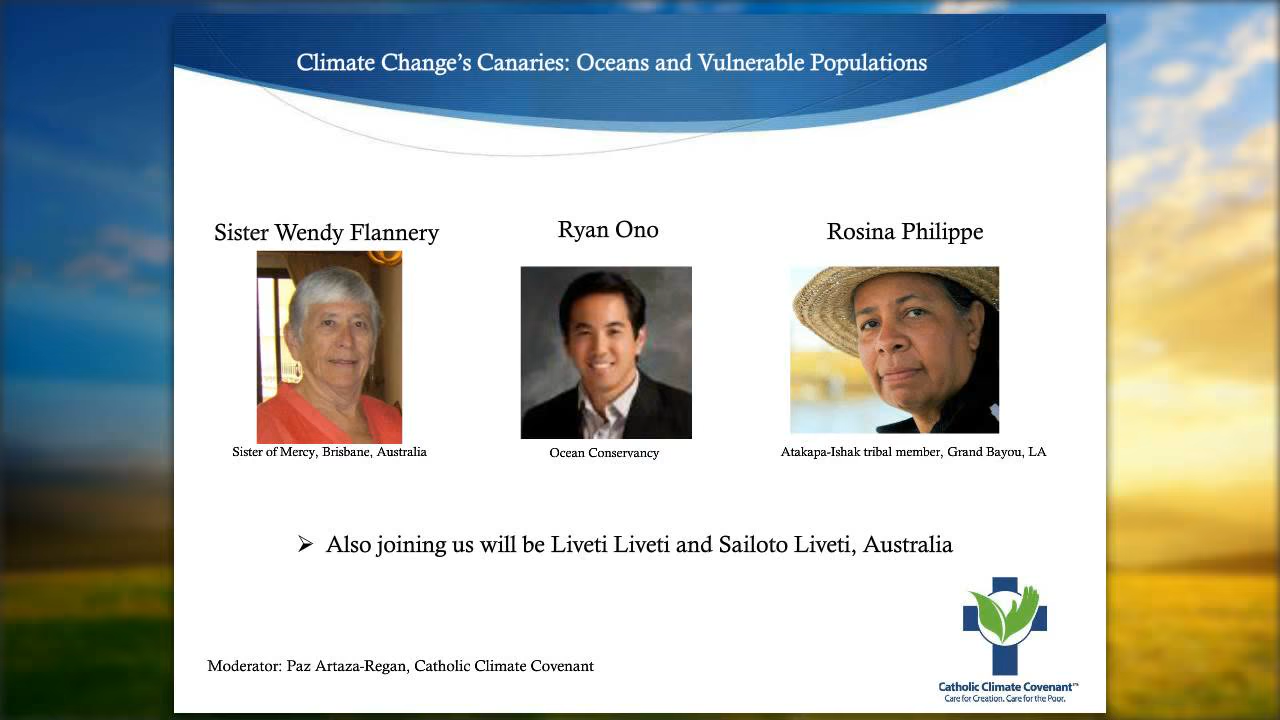 Climate Change's Canaries: Oceans and Vulnerable Populations
Sister Wendy Flannery
Ryan Ono
Rosina Philippe
Sister of Mercy, Brisbane, Australia
Ocean Conservancy
Atakapa-Ishak tribal member, Grand Bayou, LA
➢ Also joining us will be Liveti Liveti and Sailoto Liveti, Australia
Moderator: Paz Artaza-Regan, Catholic Climate Covenant
Catholic Climate Covenant℠
Care for Creation. Care for the Poor.